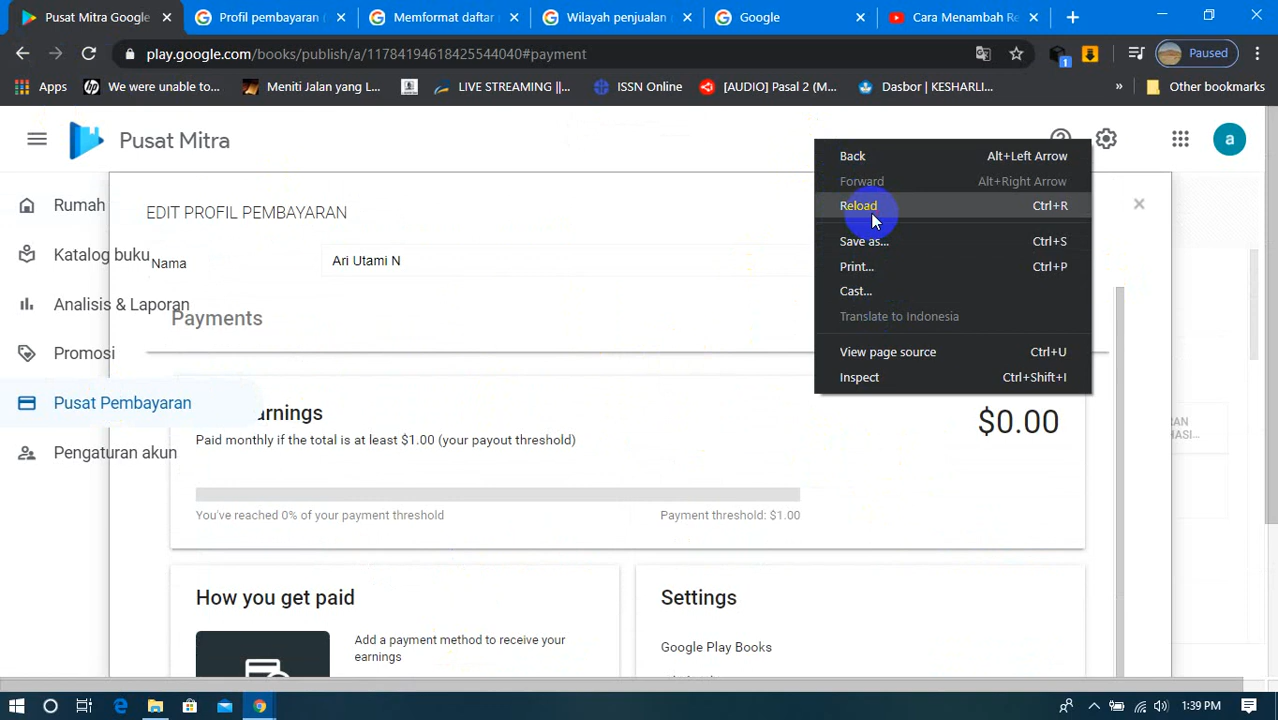 Pusat Mitra Google
Profil pembayaran (
Memformat daftar
Wilayah penjualan
Google
Cara Menambah Re
play.google.com/books/publish/a/11784194618425544040#payment
1
Paused
Apps
We were unable to...
Meniti Jalan yang L...
LIVE STREAMING ||...
ISSN Online
[AUDIO] Pasal 2 (M...
Dasbor | KESHARLI...
»
Other bookmarks
Pusat Mitra
a
Rumah
Katalog buku
Analisis & Laporan
Promosi
Pusat Pembayaran
Pengaturan akun
EDIT PROFIL PEMBAYARAN
Nama
Ari Utami N
Payments
arnings
Paid monthly if the total is at least $1.00 (your payout threshold)
$0.00
You've reached 0% of your payment threshold
Payment threshold: $1.00
How you get paid
Add a payment method to receive your
earnings
Settings
Google Play Books
Back Alt+Left Arrow
Forward Alt+Right Arrow
Reload Ctrl+R
Save as... Ctrl+S
Print... Ctrl+P
Cast...
Translate to Indonesia
View page source Ctrl+U
Inspect Ctrl+Shift+I
RAN
HASI...
1:39 PM